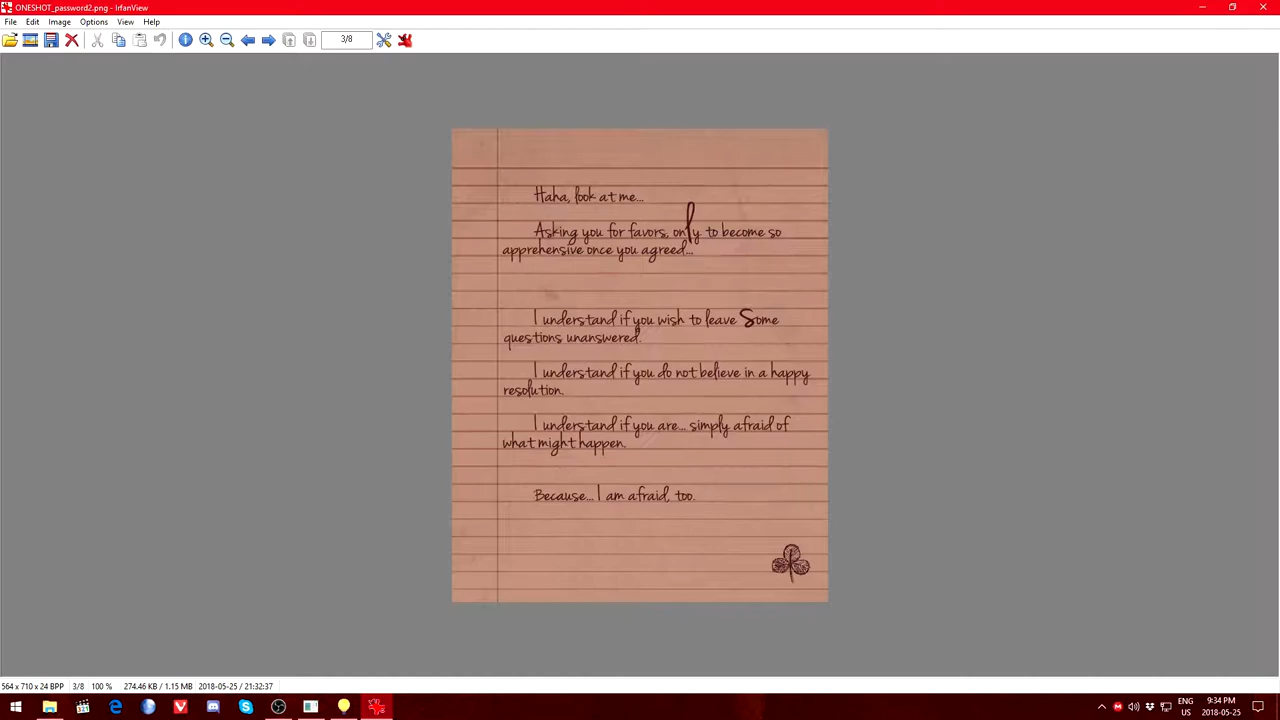 ONESHOT_password2.png - IrfanView
File Edit Image Options View Help
3/8
Haha, look at me...
Asking you for favors, only to become so
apprehensive once you agreed...
I understand if you wish to leave Some
questions unanswered.
I understand if you do not believe in a happy
resolution.
I understand if you are... simply afraid of
what might happen.
Because... I am afraid, too.
564 x 710 x 24 BPP 3/8 100 % 274.46 KB / 1.15 MB 2018-05-25 / 21:32:37
ENG 9:34 PM
US 2018-05-25